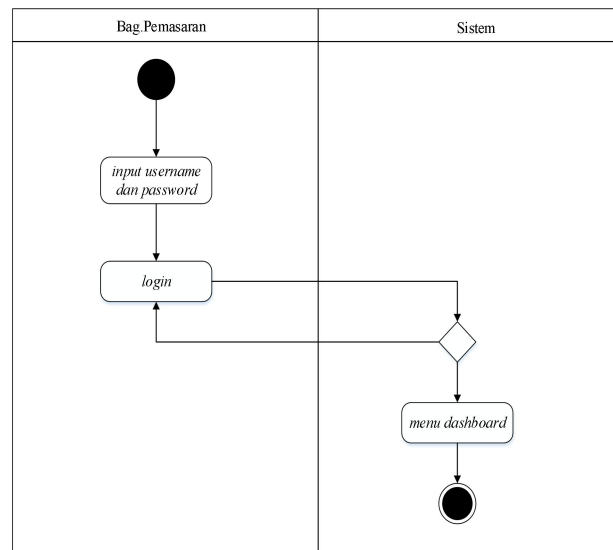 Bag.Pemasaran
Sistem
input username
dan password
login
menu dashboard